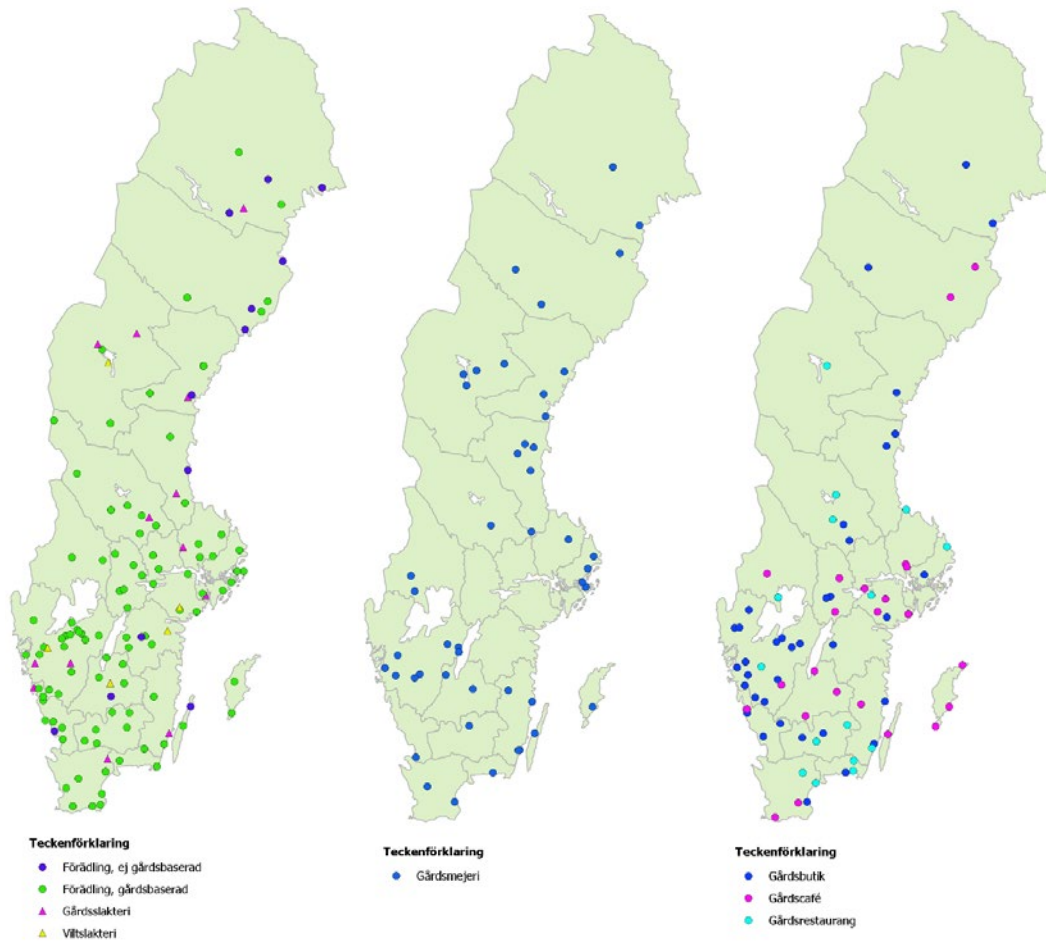 Teckenförklaring
Förädling, ej gårdsbaserad
Förädling, gårdsbaserad
Gårdsslakteri
Viltslakteri
Teckenförklaring
Gårdsmejeri
Teckenförklaring
Gårdsbutik
Gårdscafé
Gårdsrestaurang